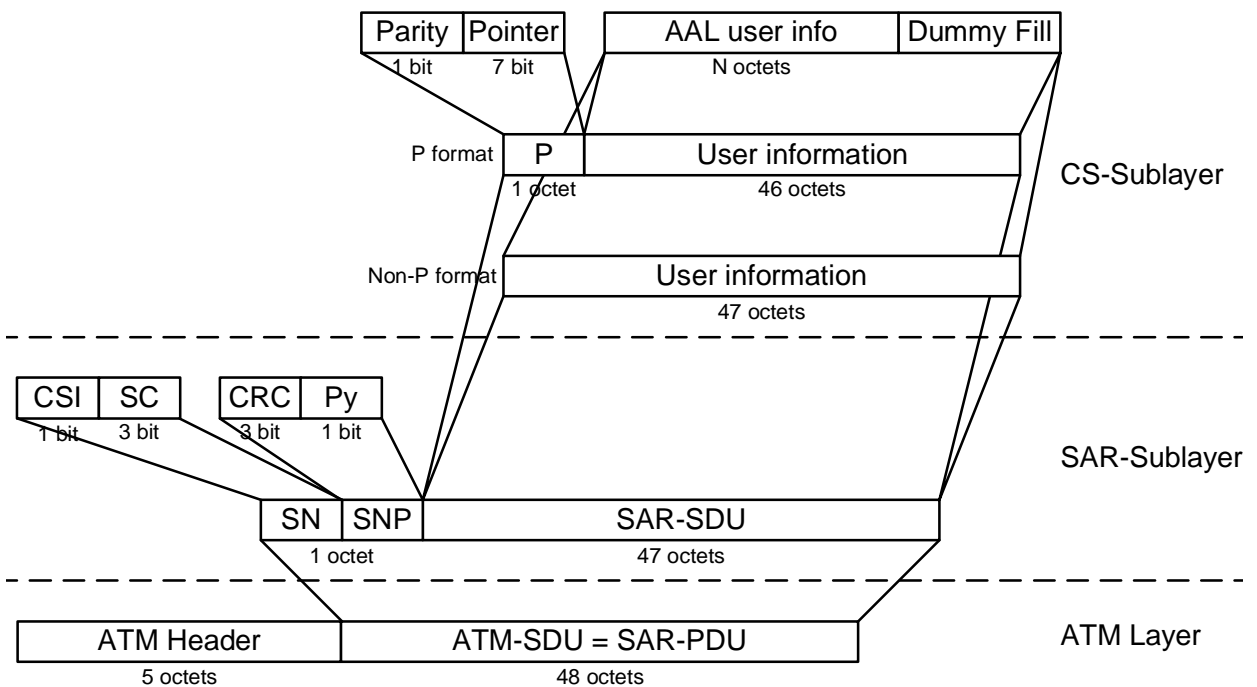 Parity Pointer AAL user info Dummy Fill
1 bit 7 bit N octets
P format P User information
1 octet 46 octets
CS-Sublayer
Non-P format User information
47 octets
CSI SC CRC Py
1 bit 3 bit 3 bit 1 bit
SAR-Sublayer
SN SNP SAR-SDU
1 octet 47 octets
ATM Header ATM-SDU = SAR-PDU ATM Layer
5 octets 48 octets